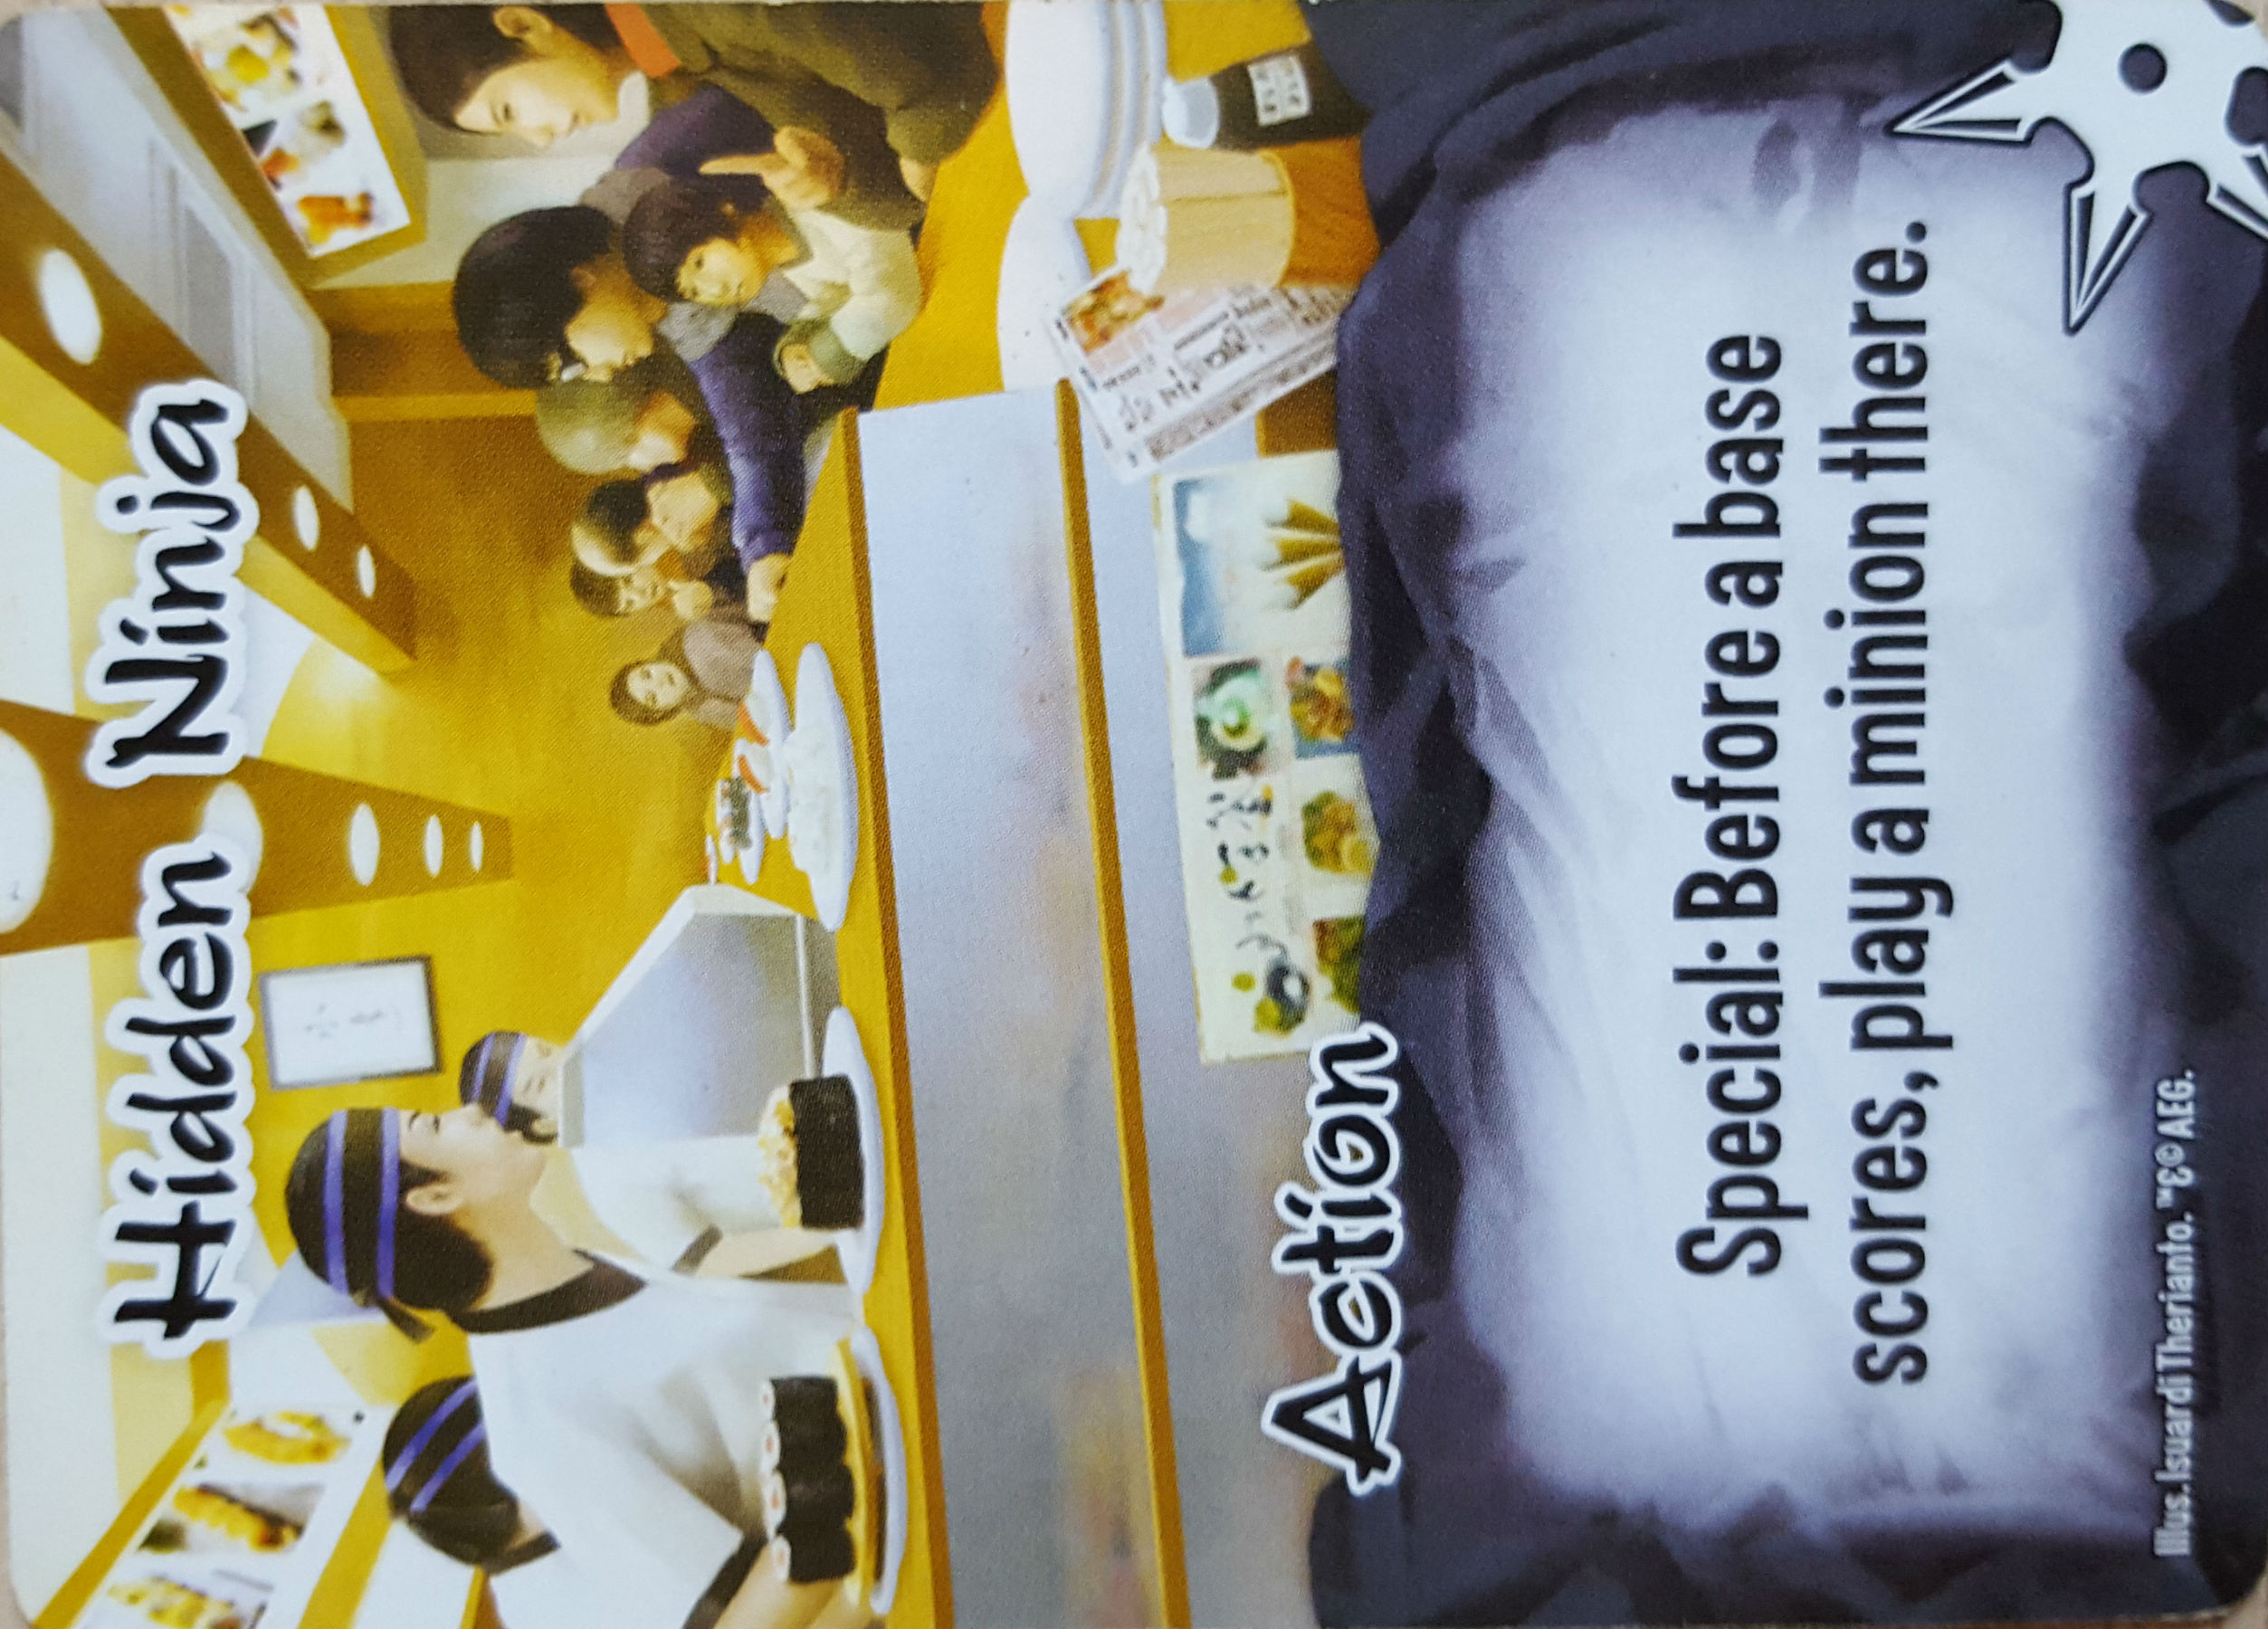 Hidden Ninja
Action
Special: Before a base
scores, play a minion there.
Illus. Isuardi Therianto. ™&© AEG.